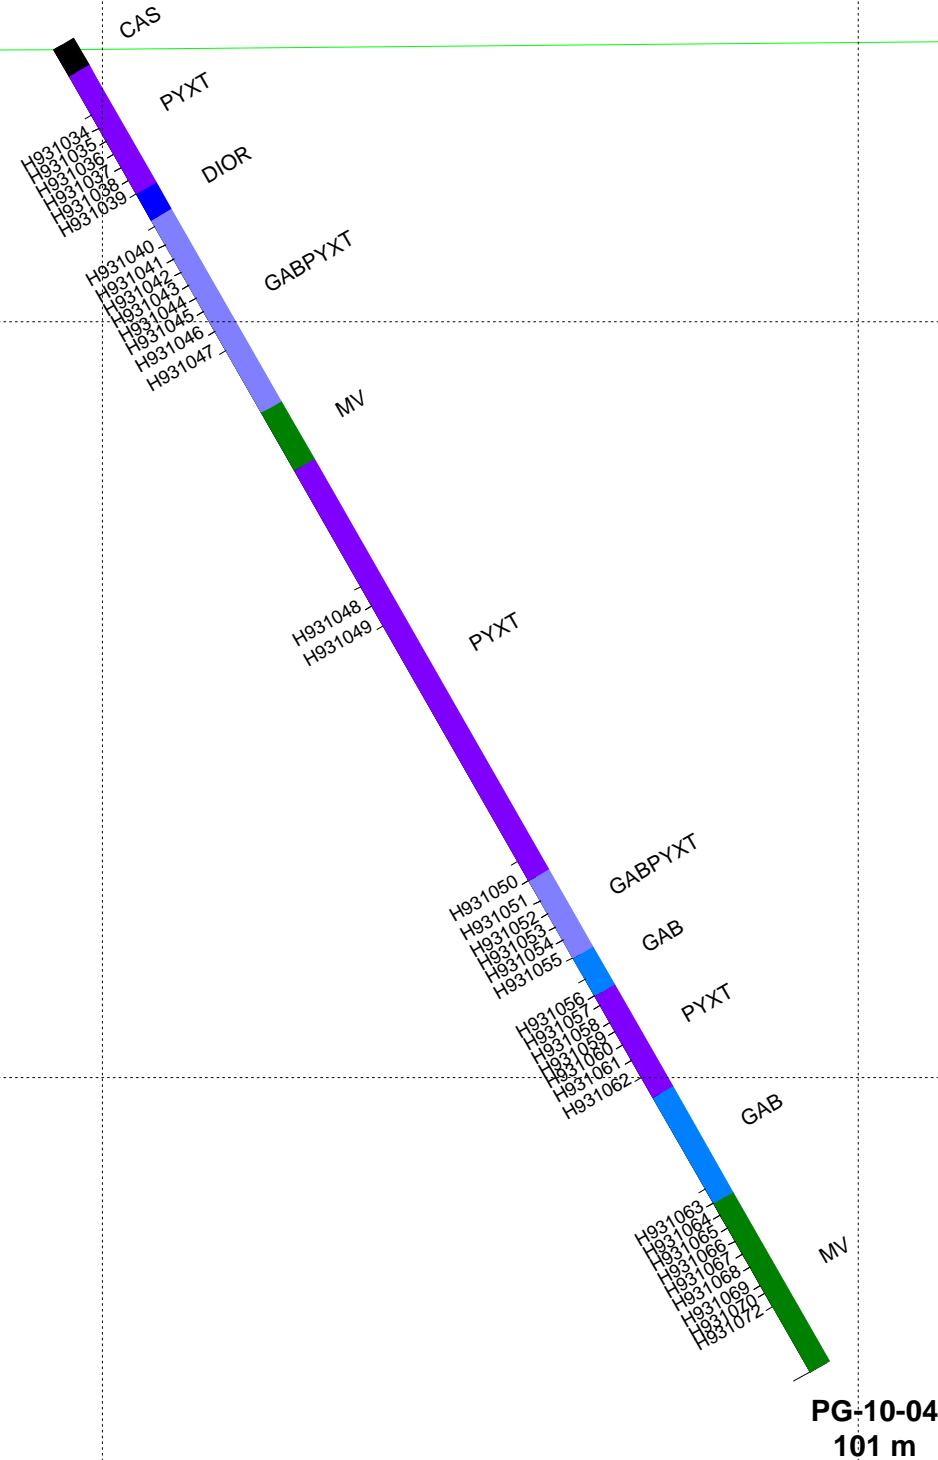 CAS
PYXT
H931034
H931035
H931036
H931037
H931038
H931039
DIOR
H931040
H931041
H931042
H931043
H931044
H931045
H931046
H931047
GABPYXT
MV
H931048
H931049
PYXT
H931050
H931051
H931052
H931053
H931054
H931055
GABPYXT
GAB
H931056
H931057
H931058
H931059
H931060
H931061
H931062
PYXT
GAB
H931063
H931064
H931065
H931066
H931067
H931068
H931069
H931070
H931072
MV
PG-10-04
101 m